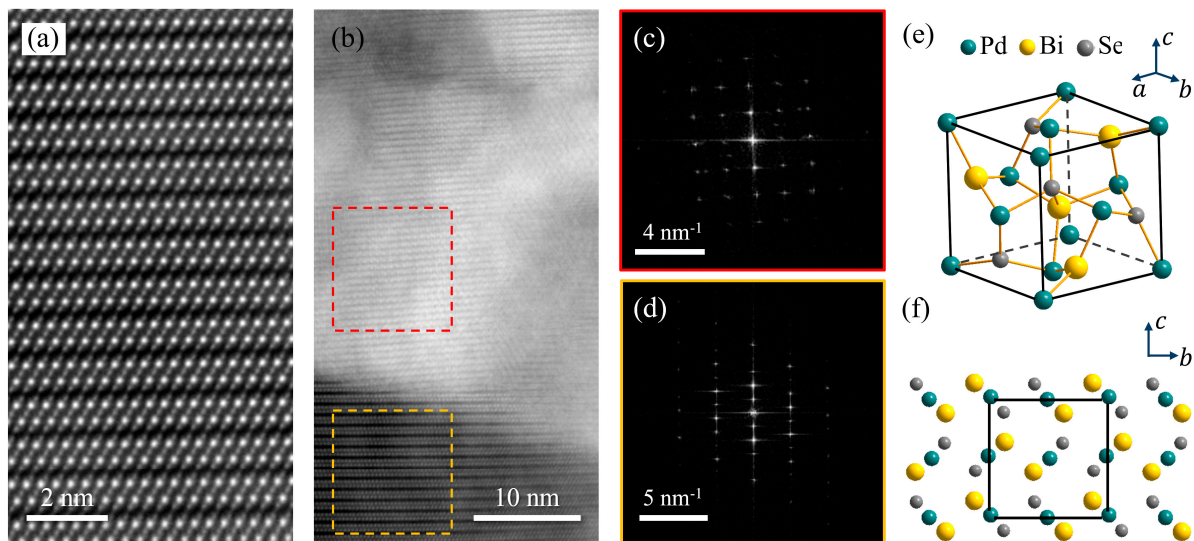 (a)
2 nm
(b)
10 nm
(c)
4 nm⁻¹
(d)
5 nm⁻¹
(e)
Pd Bi Se
c
a b
(f)
c
b